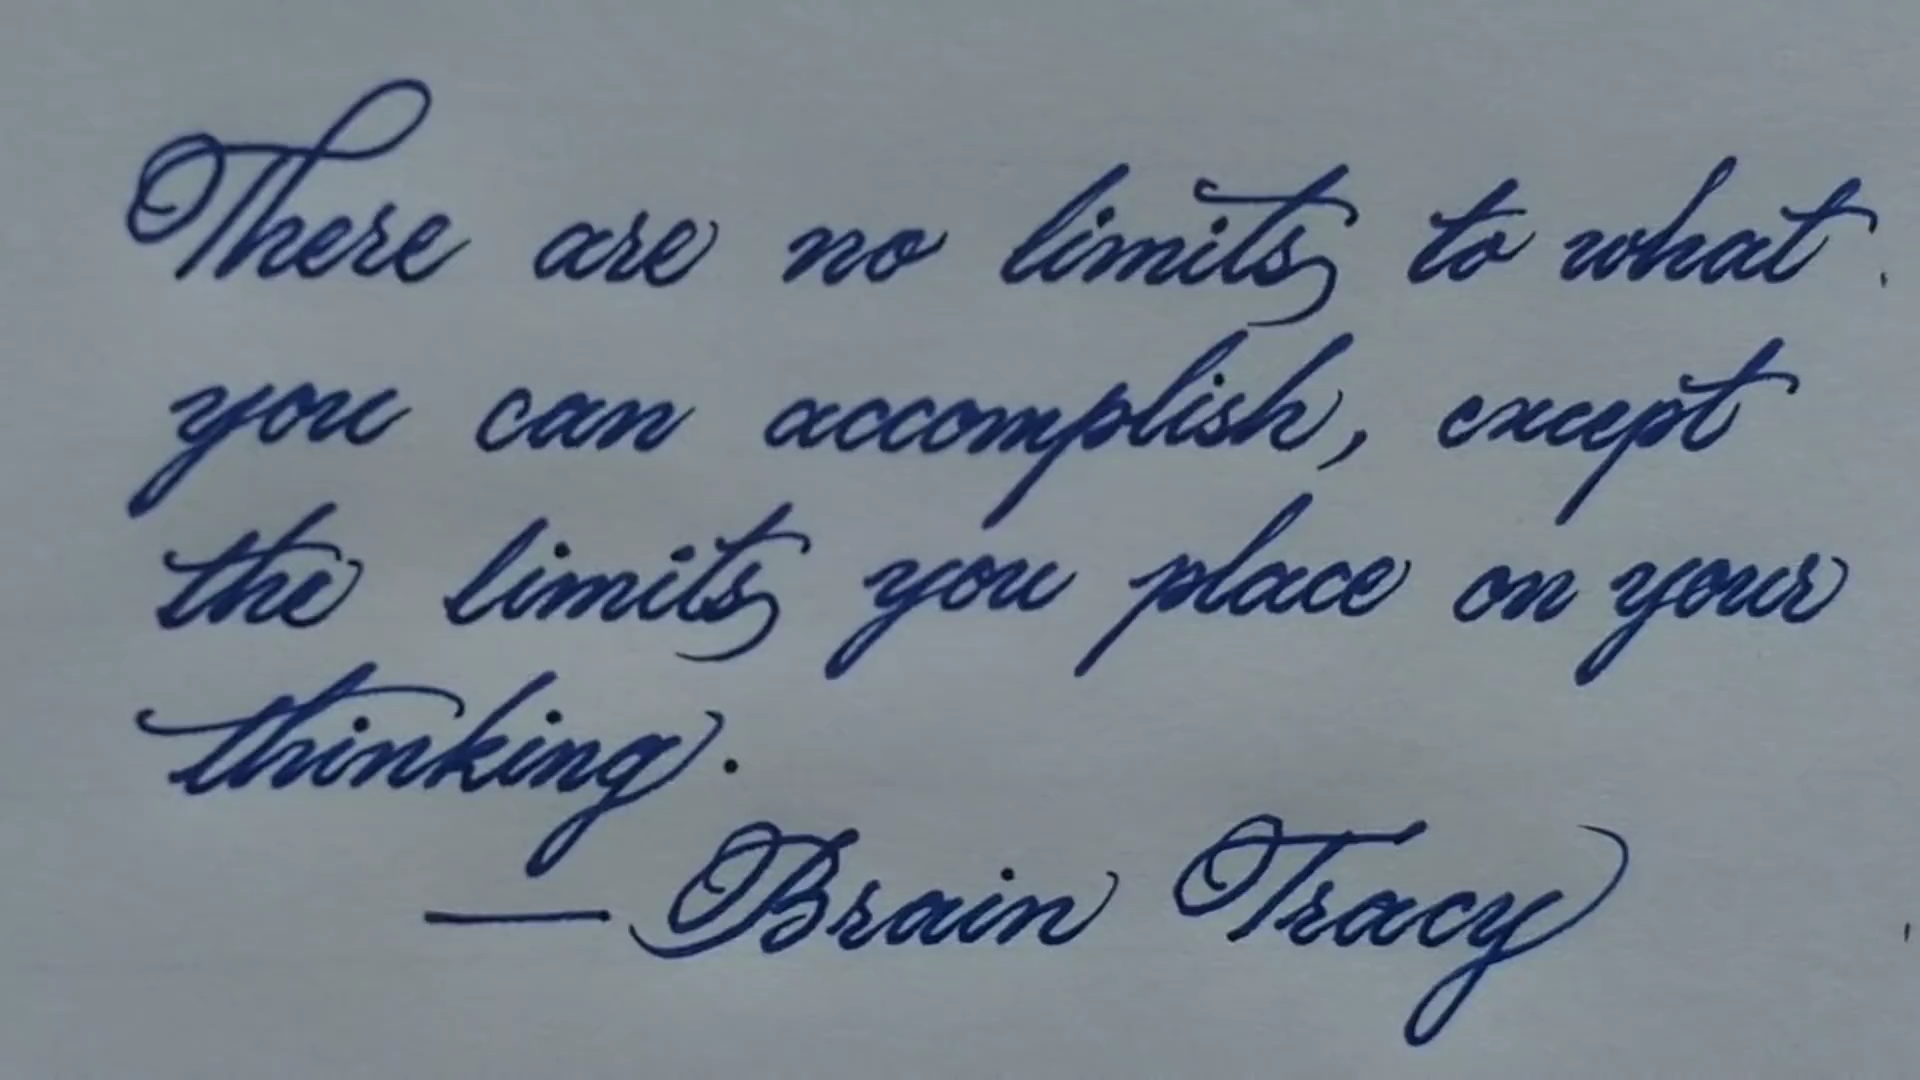 There are no limits to what
you can accomplish, except
the limits you place on your
thinking.
— Brain Tracy